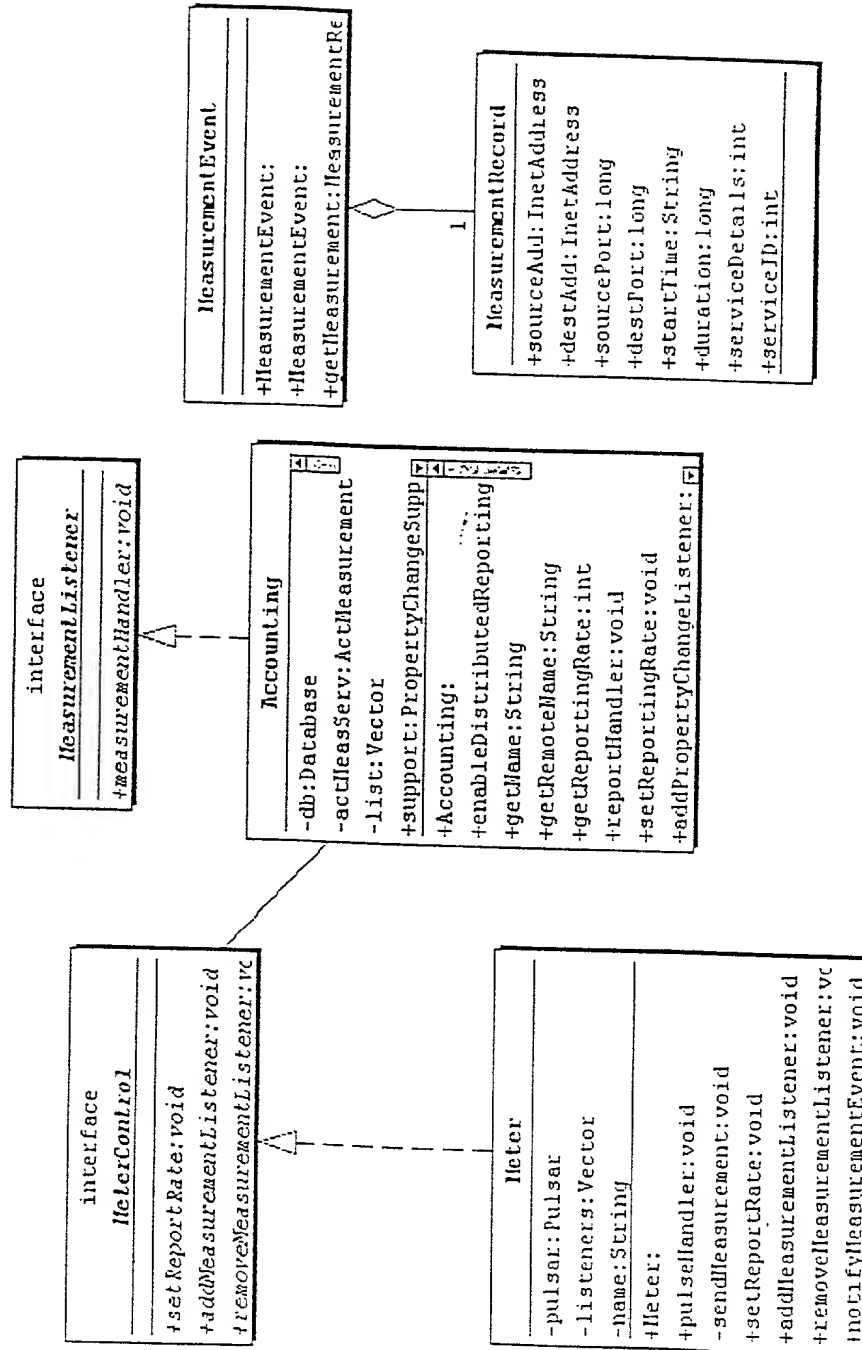 interface
MeterControl
+setReportRate:void
+addMeasurementListener:void
+removeMeasurementListener:vc
Meter
-pulsar:Pulsar
-listeners:Vector
-name:String
+Meter:
+pulseHandler:void
-sendMeasurement:void
+setReportRate:void
+addMeasurementListener:void
+removeMeasurementListener:vc
+notifyMeasurementEvent:void
interface
MeasurementListener
+measurementHandler:void
Accounting
-db:Database
-actMeasServ:ActMeasurement
-list:Vector
+support:PropertyChangeSupp
+Accounting:
+enableDistributedReporting
+getName:String
+getRemoteName:String
+getReportingRate:int
+reportHandler:void
+setReportingRate:void
+addPropertyChangeListener:
MeasurementEvent
+MeasurementEvent:
+MeasurementEvent:
+getMeasurement:MeasurementRe
1
MeasurementRecord
+sourceAdd:InetAddress
+destAdd:InetAddress
+sourcePort:long
+destPort:long
+startTime:String
+duration:long
+serviceDetails:int
+serviceID:int